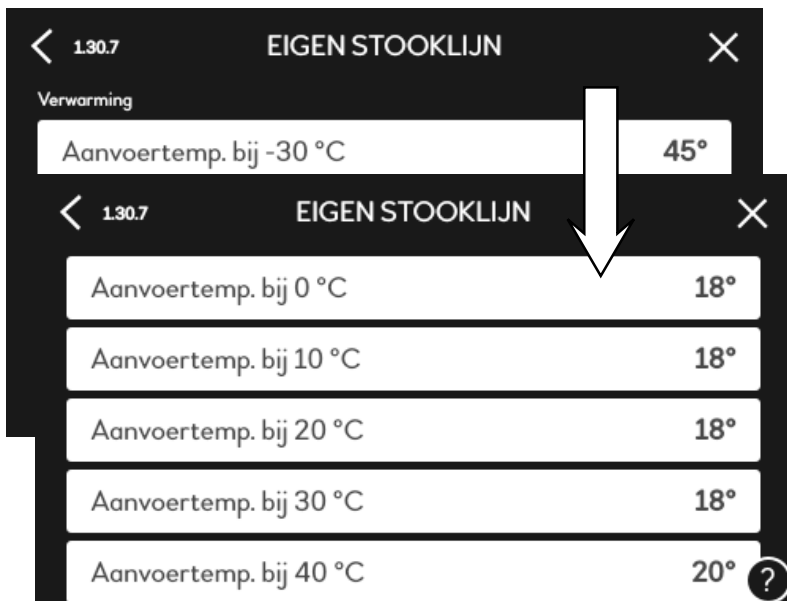 1.30.7 EIGEN STOOKLIJN
Verwarming
Aanvoertemp. bij -30 °C 45°
1.30.7 EIGEN STOOKLIJN
Aanvoertemp. bij 0 °C 18°
Aanvoertemp. bij 10 °C 18°
Aanvoertemp. bij 20 °C 18°
Aanvoertemp. bij 30 °C 18°
Aanvoertemp. bij 40 °C 20°
?